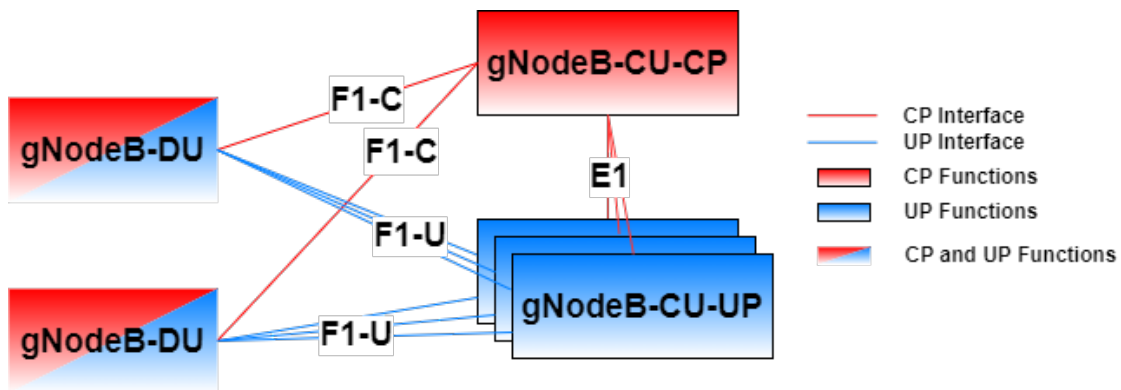 gNodeB-CU-CP
F1-C
gNodeB-DU
F1-C
E1
F1-U
gNodeB-CU-UP
gNodeB-DU
F1-U
CP Interface
UP Interface
CP Functions
UP Functions
CP and UP Functions